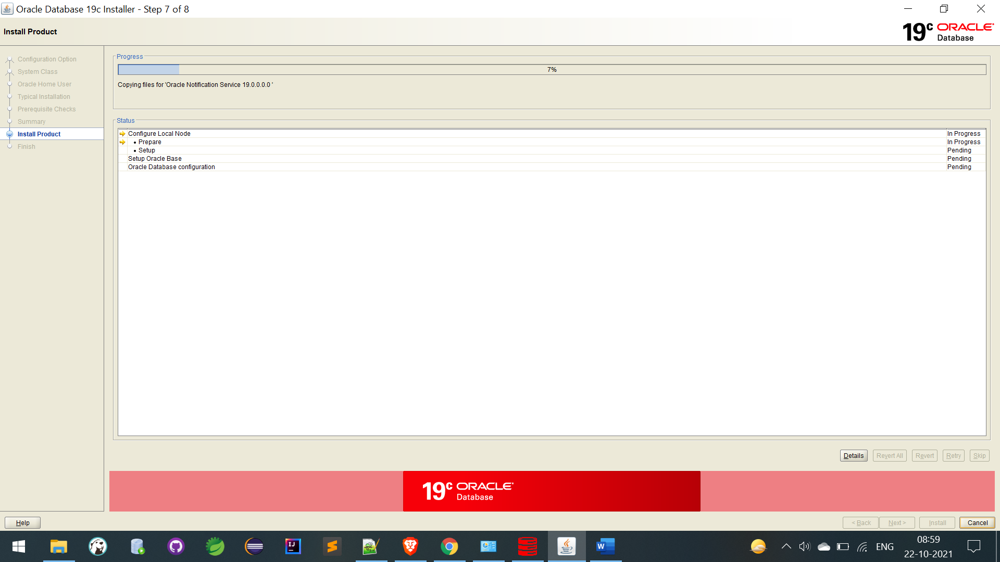 Oracle Database 19c Installer - Step 7 of 8
Install Product
19c ORACLE
Database
Configuration Option
System Class
Oracle Home User
Typical Installation
Prerequisite Checks
Summary
Install Product
Finish
Progress
7%
Copying files for 'Oracle Notification Service 19.0.0.0.0 '
Status
Configure Local Node In Progress
• Prepare In Progress
• Setup Pending
Setup Oracle Base Pending
Oracle Database configuration Pending
Details Revert All Revert Retry Skip
19c ORACLE
Database
Help < Back Next > Install Cancel
IJ
W
ENG
08:59
22-10-2021